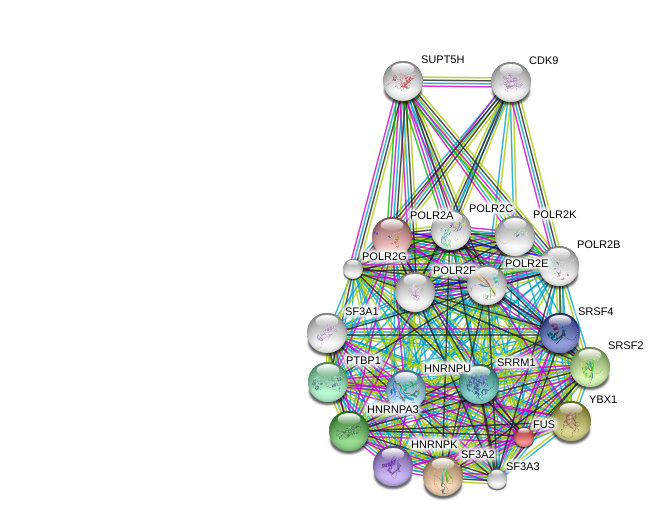 SUPT5H
CDK9
POLR2A
POLR2C
POLR2K
POLR2B
POLR2G
POLR2F
POLR2E
SF3A1
SRSF4
SRSF2
PTBP1
HNRNPU
SRRM1
YBX1
HNRNPA3
FUS
HNRNPK
SF3A2
SF3A3